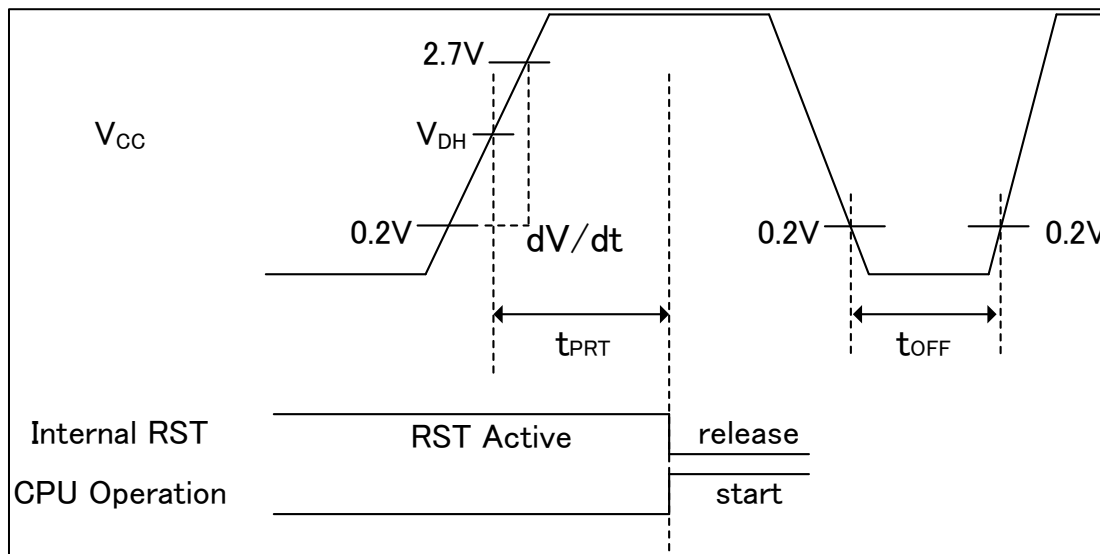 2.7V
VCC
VDH
0.2V
dV/dt
0.2V
0.2V
tPRT
tOFF
Internal RST
RST Active
release
CPU Operation
start